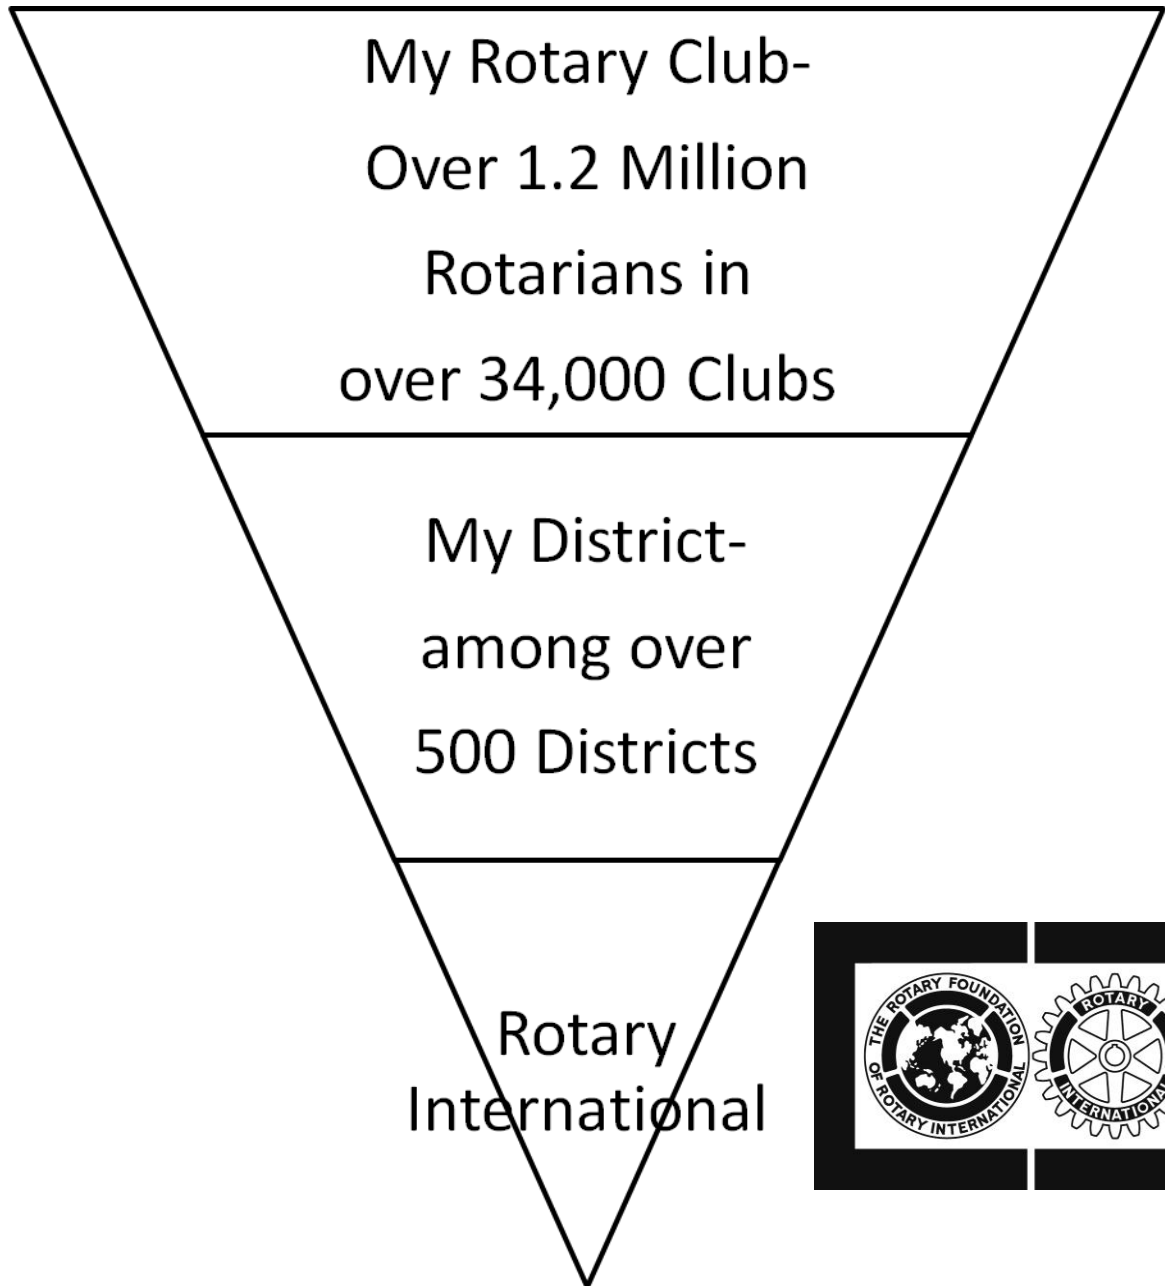 My Rotary Club-
Over 1.2 Million
Rotarians in
over 34,000 Clubs
My District-
among over
500 Districts
Rotary
International
THE ROTARY FOUNDATION
OF ROTARY INTERNATIONAL
ROTARY
INTERNATIONAL